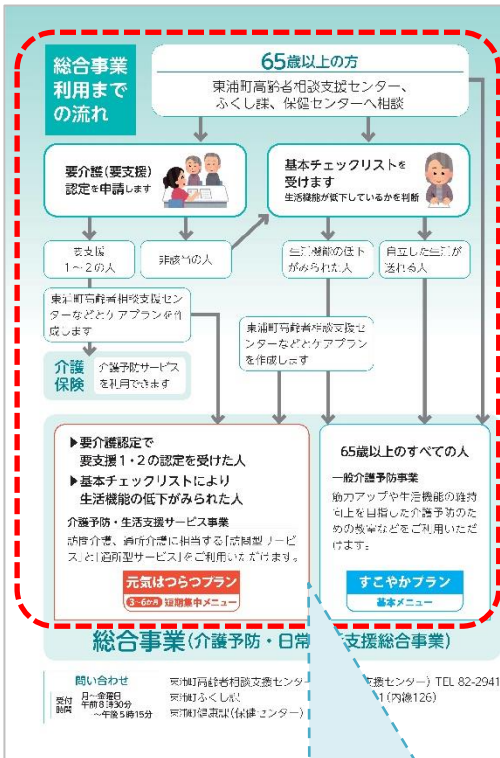 総合事業
利用まで
の流れ
65歳以上の方
東浦町高齢者相談支援センター、
ふくし課、保健センターへ相談
要介護(要支援)
認定を申請します
基本チェックリストを
受けます
生活機能が低下しているかを判断
要支援
1～2の人
非該当の人
生活機能の低下
がみられた人
自立した生活が
送れる人
東浦町高齢者相談支援セン
ターなどとケアプランを作
成します
東浦町高齢者相談支援セ
ンターなどとケアプラン
を作成します
介護
保険
介護予防サービス
を利用できます
▶要介護認定で
要支援1・2の認定を受けた人
▶基本チェックリストにより
生活機能の低下がみられた人
介護予防・生活支援サービス事業
訪問介護、通所介護に相当する「訪問型サービ
ス」と「通所型サービス」をご利用いただけます。
元気はつらつプラン
3~6か月 短期集中メニュー
65歳以上のすべての人
一般介護予防事業
筋力アップや生活機能の維持
向上を目指した介護予防のた
めの教室などをご利用いただ
けます。
すこやかプラン
基本メニュー
総合事業(介護予防・日常 支援総合事業)
問い合わせ
受付
時間
月～金曜日
午前8時30分
～午後5時15分
東浦町高齢者相談支援センター 支援センター) TEL 82-2941
東浦町ふくし課 1(内線126)
東浦町健康課(保健センター)